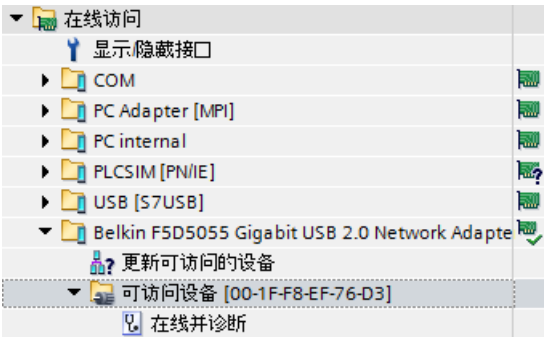 在线访问
显示/隐藏接口
COM
PC Adapter [MPI]
PC internal
PLCSIM [PN/IE]
USB [S7USB]
Belkin F5D5055 Gigabit USB 2.0 Network Adapte
更新可访问的设备
可访问设备 [00-1F-F8-EF-76-D3]
在线并诊断